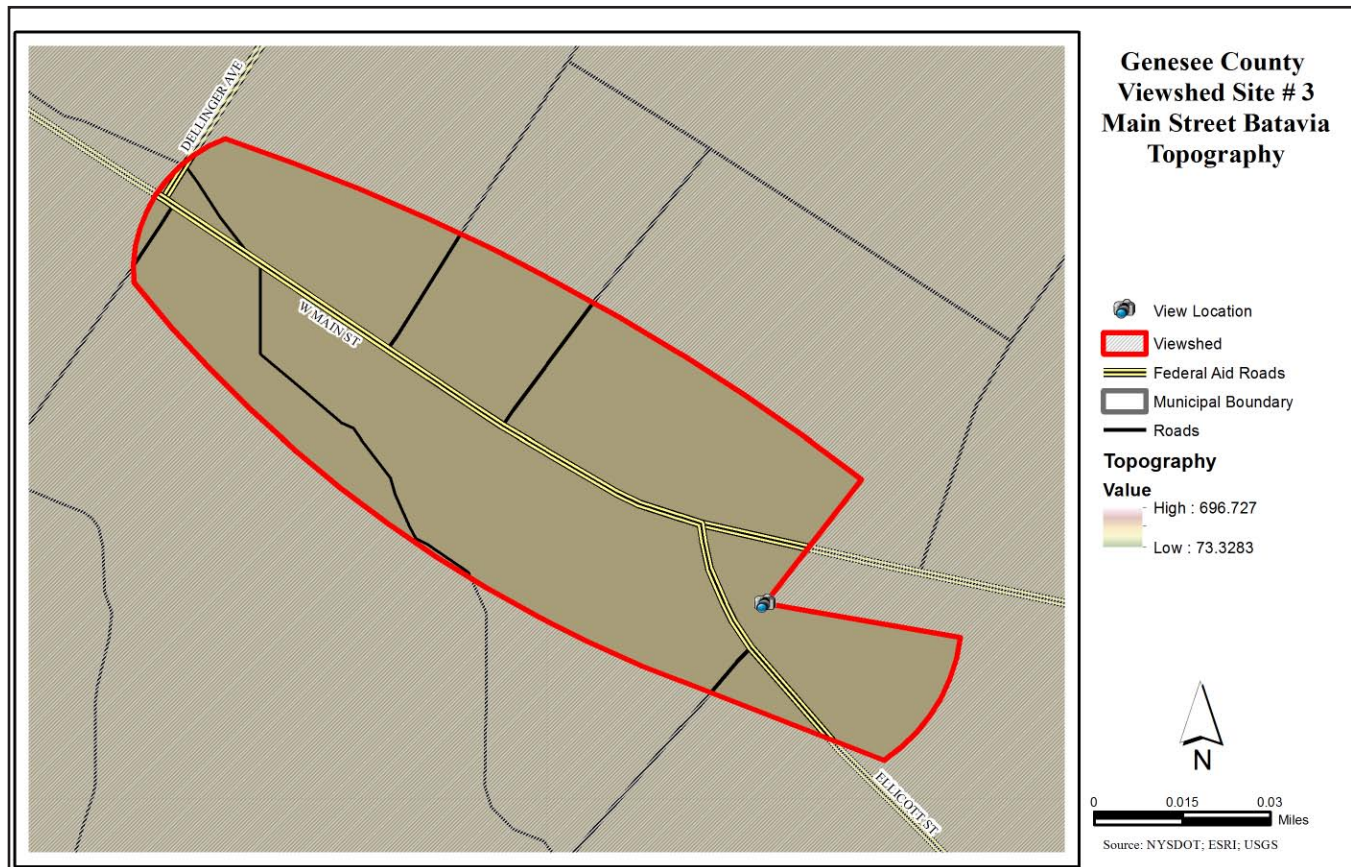 Genesee County
Viewshed Site # 3
Main Street Batavia
Topography
DELLINGER AVE
W MAIN ST
ELLICOTT ST
View Location
Viewshed
Federal Aid Roads
Municipal Boundary
Roads
Topography
Value
High : 696.727
Low : 73.3283
N
0 0.015 0.03
Miles
Source: NYSDOT; ESRI; USGS